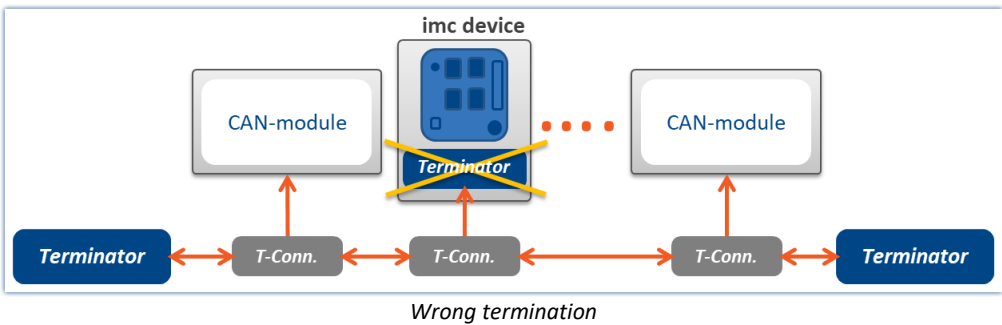 imc device
CAN-module
CAN-module
Terminator
Terminator
T-Conn.
T-Conn.
T-Conn.
Terminator
Wrong termination